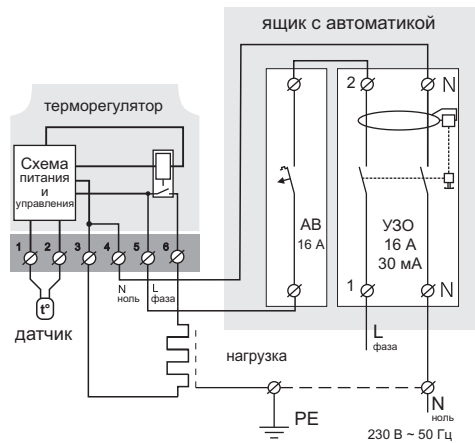 ящик с автоматикой
терморегулятор
2
N
Схема
питания
и
управления
АВ
16 А
УЗО
16 А
30 мА
1
2
3
4
5
6
1
N
N
ноль
L
фаза
t°
датчик
L
фаза
нагрузка
PE
N
ноль
230 В ~ 50 Гц